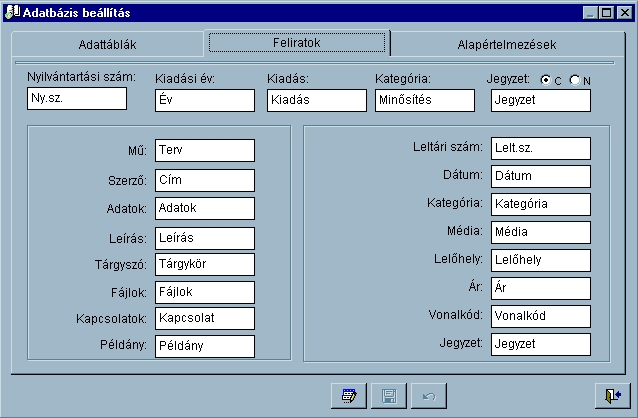 Adatbázis beállítás
Adattáblák
Feliratok
Alapértelmezések
Nyilvántartási szám: Kiadási év: Kiadás: Kategória: Jegyzet: C N
Ny.sz. Év Kiadás Minősítés Jegyzet
Mű: Terv
Szerző: Cím
Adatok: Adatok
Leírás: Leírás
Tárgyszó: Tárgykör
Fájlok: Fájlok
Kapcsolatok: Kapcsolat
Példány: Példány
Leltári szám: Lelt.sz.
Dátum: Dátum
Kategória: Kategória
Média: Média
Lelőhely: Lelőhely
Ár: Ár
Vonalkód: Vonalkód
Jegyzet: Jegyzet